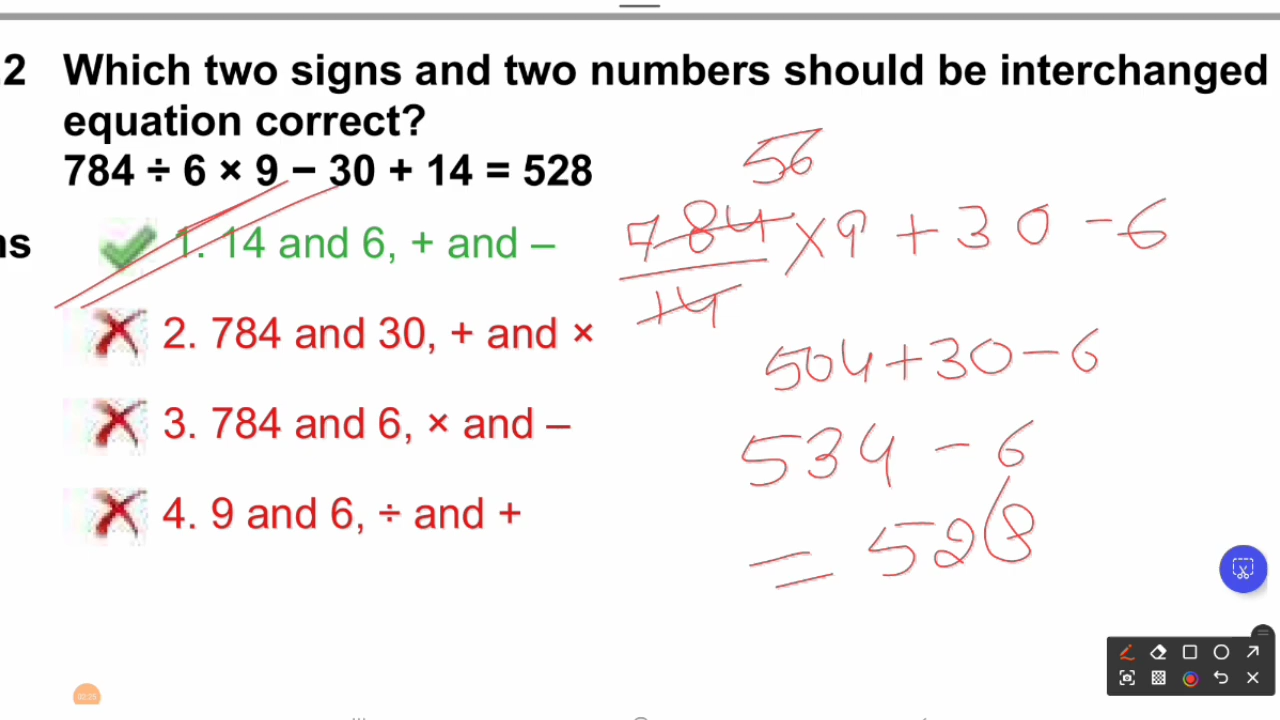 .2 Which two signs and two numbers should be interchanged
equation correct?
784 ÷ 6 × 9 − 30 + 14 = 528
ns
1. 14 and 6, + and –
2. 784 and 30, + and ×
3. 784 and 6, × and –
4. 9 and 6, ÷ and +
56
784 × 9 + 30 - 6
14
504 + 30 - 6
534 - 6
= 528
00:25